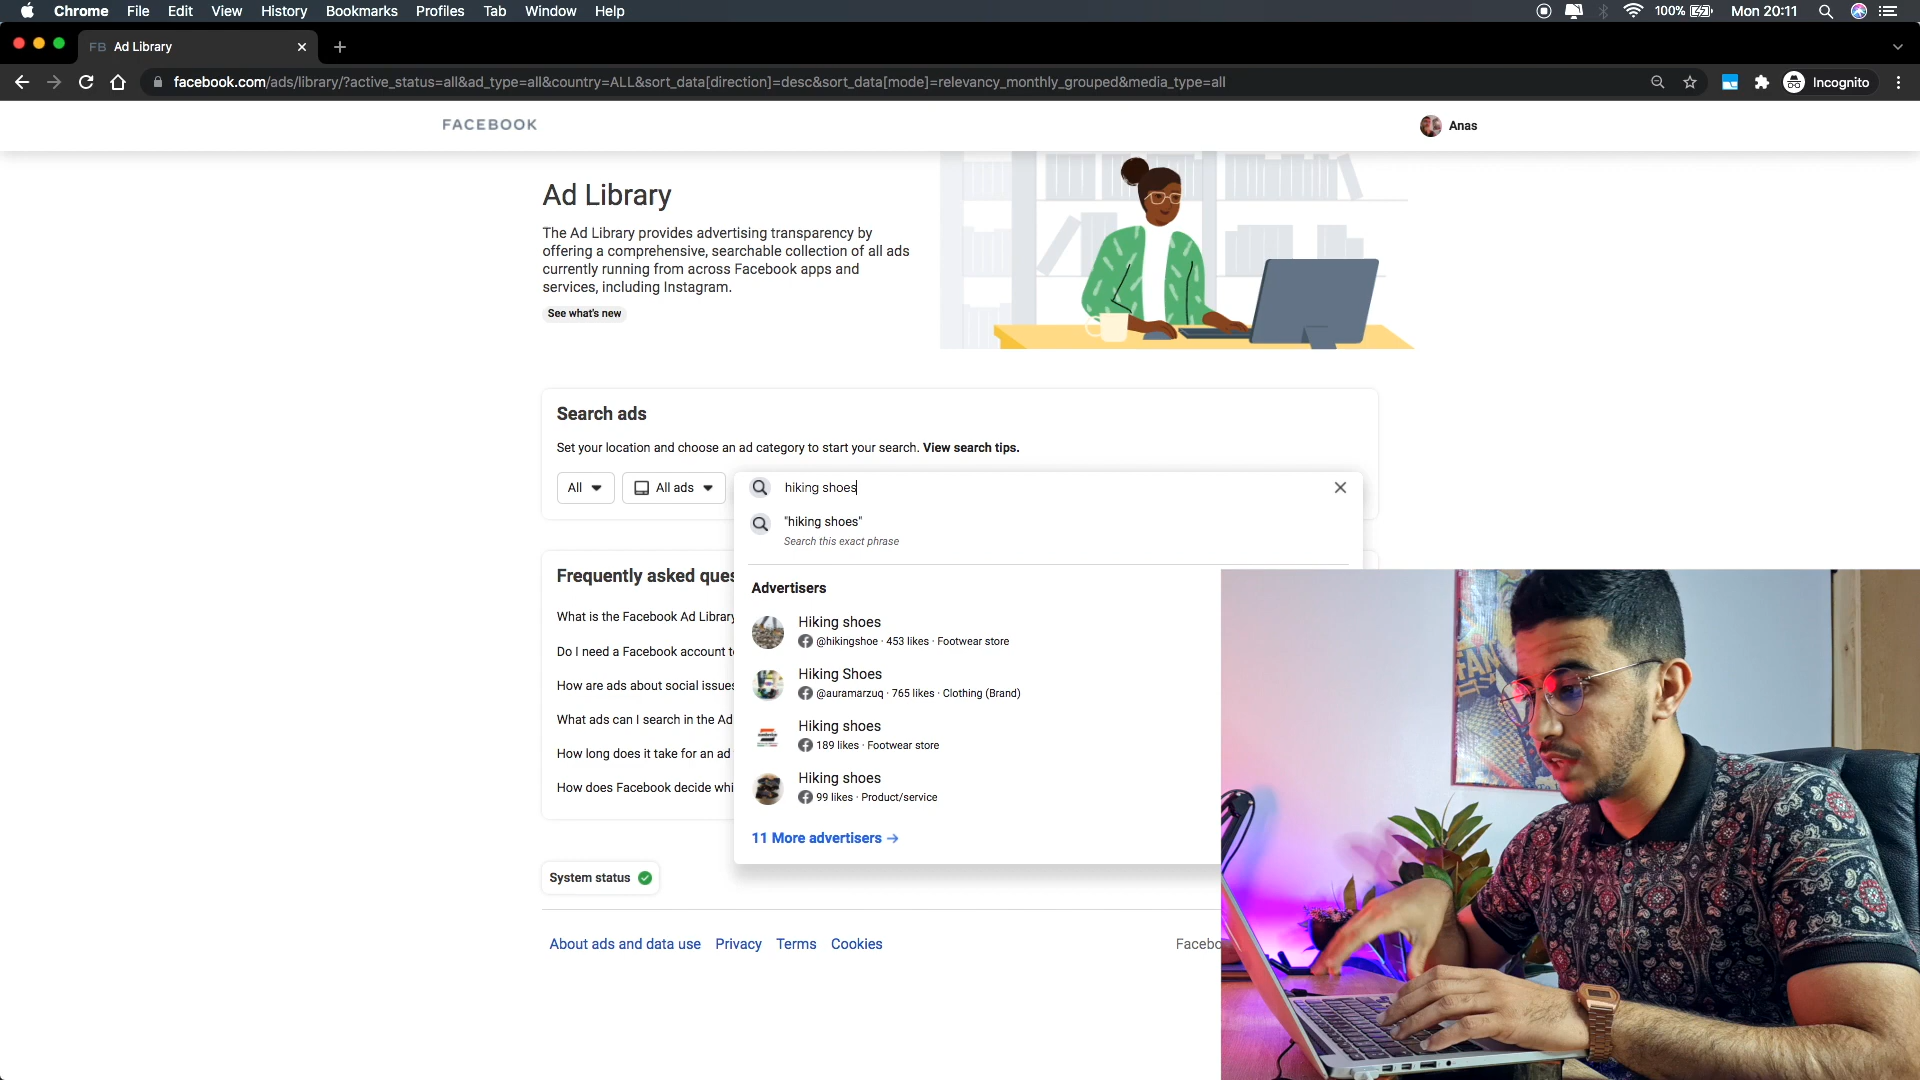 Chrome File Edit View History Bookmarks Profiles Tab Window Help 100% Mon 20:11
FB Ad Library
facebook.com/ads/library/?active_status=all&ad_type=all&country=ALL&sort_data[direction]=desc&sort_data[mode]=relevancy_monthly_grouped&media_type=all Incognito
FACEBOOK Anas
Ad Library
The Ad Library provides advertising transparency by
offering a comprehensive, searchable collection of all ads
currently running from across Facebook apps and
services, including Instagram.
See what's new
Search ads
Set your location and choose an ad category to start your search. View search tips.
All All ads hiking shoes
"hiking shoes"
Search this exact phrase
Frequently asked ques
Advertisers
What is the Facebook Ad Library
Hiking shoes
@hikingshoe · 453 likes · Footwear store
Do I need a Facebook account t
Hiking Shoes
@auramarzuq · 765 likes · Clothing (Brand)
How are ads about social issues
What ads can I search in the Ad
Hiking shoes
189 likes · Footwear store
How long does it take for an ad
Hiking shoes
99 likes · Product/service
How does Facebook decide whi
11 More advertisers →
System status
About ads and data use Privacy Terms Cookies Facebo